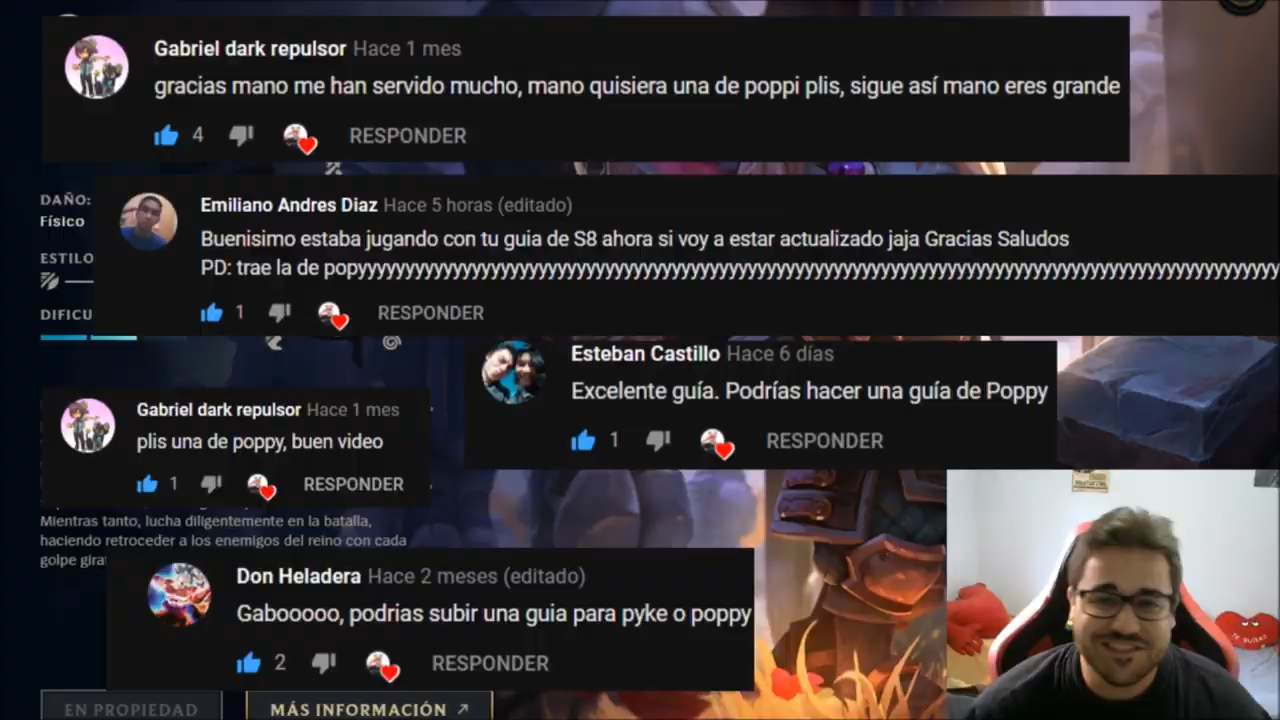 Gabriel dark repulsor Hace 1 mes
gracias mano me han servido mucho, mano quisiera una de poppi plis, sigue así mano eres grande
4 RESPONDER
DAÑO:
Físico
ESTILO
DIFICU
Emiliano Andres Diaz Hace 5 horas (editado)
Buenisimo estaba jugando con tu guia de S8 ahora si voy a estar actualizado jaja Gracias Saludos
PD: trae la de popyyyyyyyyyyyyyyyyyyyyyyyyyyyyyyyyyyyyyyyyyyyyyyyyyyyyyyyyyyyyyyyyyyyyyyyyyyyyyyyyyyyyyyyyyyyyyyyyyy
1 RESPONDER
Esteban Castillo Hace 6 días
Excelente guía. Podrías hacer una guía de Poppy
1 RESPONDER
Gabriel dark repulsor Hace 1 mes
plis una de poppy, buen video
1 RESPONDER
Mientras tanto, lucha diligentemente en la batalla,
haciendo retroceder a los enemigos del reino con cada
golpe gira
Don Heladera Hace 2 meses (editado)
Gabooooo, podrias subir una guia para pyke o poppy
2 RESPONDER
EN PROPIEDAD
MÁS INFORMACIÓN